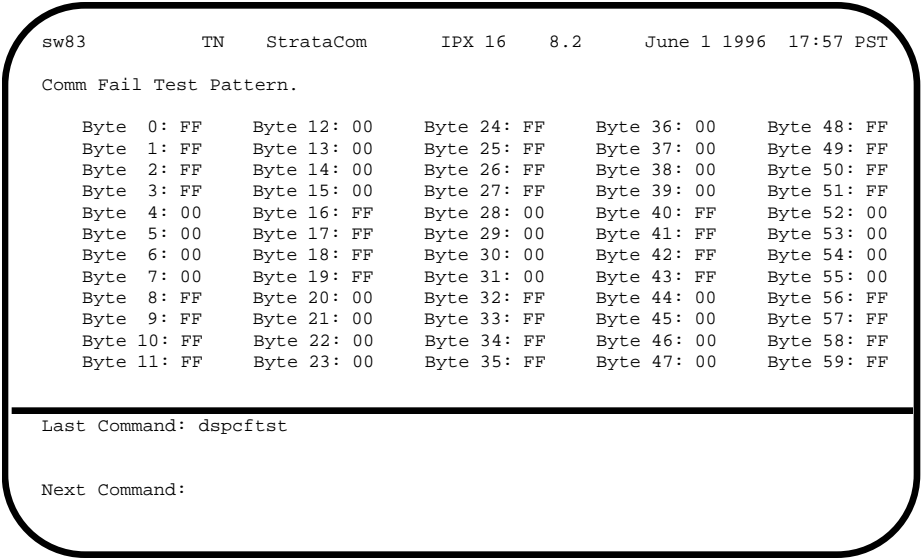 sw83 TN StrataCom IPX 16 8.2 June 1 1996 17:57 PST
Comm Fail Test Pattern.
Byte 0: FF Byte 12: 00 Byte 24: FF Byte 36: 00 Byte 48: FF
Byte 1: FF Byte 13: 00 Byte 25: FF Byte 37: 00 Byte 49: FF
Byte 2: FF Byte 14: 00 Byte 26: FF Byte 38: 00 Byte 50: FF
Byte 3: FF Byte 15: 00 Byte 27: FF Byte 39: 00 Byte 51: FF
Byte 4: 00 Byte 16: FF Byte 28: 00 Byte 40: FF Byte 52: 00
Byte 5: 00 Byte 17: FF Byte 29: 00 Byte 41: FF Byte 53: 00
Byte 6: 00 Byte 18: FF Byte 30: 00 Byte 42: FF Byte 54: 00
Byte 7: 00 Byte 19: FF Byte 31: 00 Byte 43: FF Byte 55: 00
Byte 8: FF Byte 20: 00 Byte 32: FF Byte 44: 00 Byte 56: FF
Byte 9: FF Byte 21: 00 Byte 33: FF Byte 45: 00 Byte 57: FF
Byte 10: FF Byte 22: 00 Byte 34: FF Byte 46: 00 Byte 58: FF
Byte 11: FF Byte 23: 00 Byte 35: FF Byte 47: 00 Byte 59: FF
Last Command: dspcftst
Next Command: